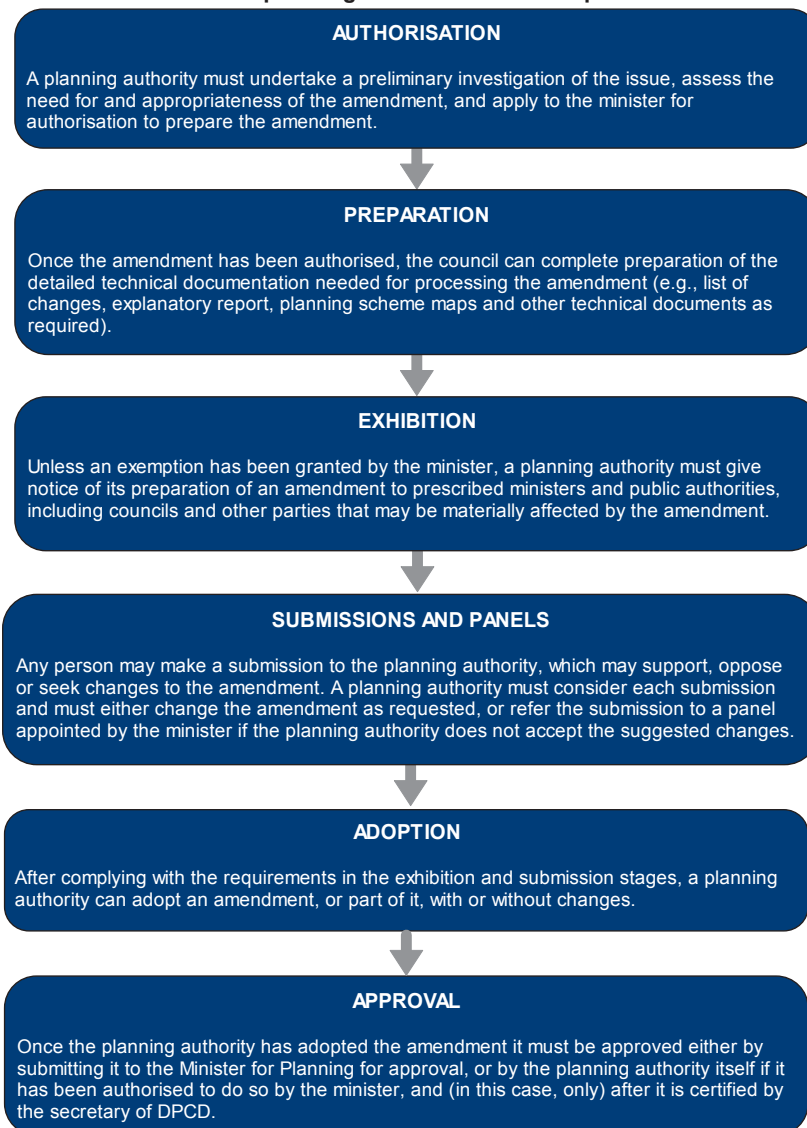 AUTHORISATION
A planning authority must undertake a preliminary investigation of the issue, assess the
need for and appropriateness of the amendment, and apply to the minister for
authorisation to prepare the amendment.
PREPARATION
Once the amendment has been authorised, the council can complete preparation of the
detailed technical documentation needed for processing the amendment (e.g., list of
changes, explanatory report, planning scheme maps and other technical documents as
required).
EXHIBITION
Unless an exemption has been granted by the minister, a planning authority must give
notice of its preparation of an amendment to prescribed ministers and public authorities,
including councils and other parties that may be materially affected by the amendment.
SUBMISSIONS AND PANELS
Any person may make a submission to the planning authority, which may support, oppose
or seek changes to the amendment. A planning authority must consider each submission
and must either change the amendment as requested, or refer the submission to a panel
appointed by the minister if the planning authority does not accept the suggested changes.
ADOPTION
After complying with the requirements in the exhibition and submission stages, a planning
authority can adopt an amendment, or part of it, with or without changes.
APPROVAL
Once the planning authority has adopted the amendment it must be approved either by
submitting it to the Minister for Planning for approval, or by the planning authority itself if it
has been authorised to do so by the minister, and (in this case, only) after it is certified by
the secretary of DPCD.